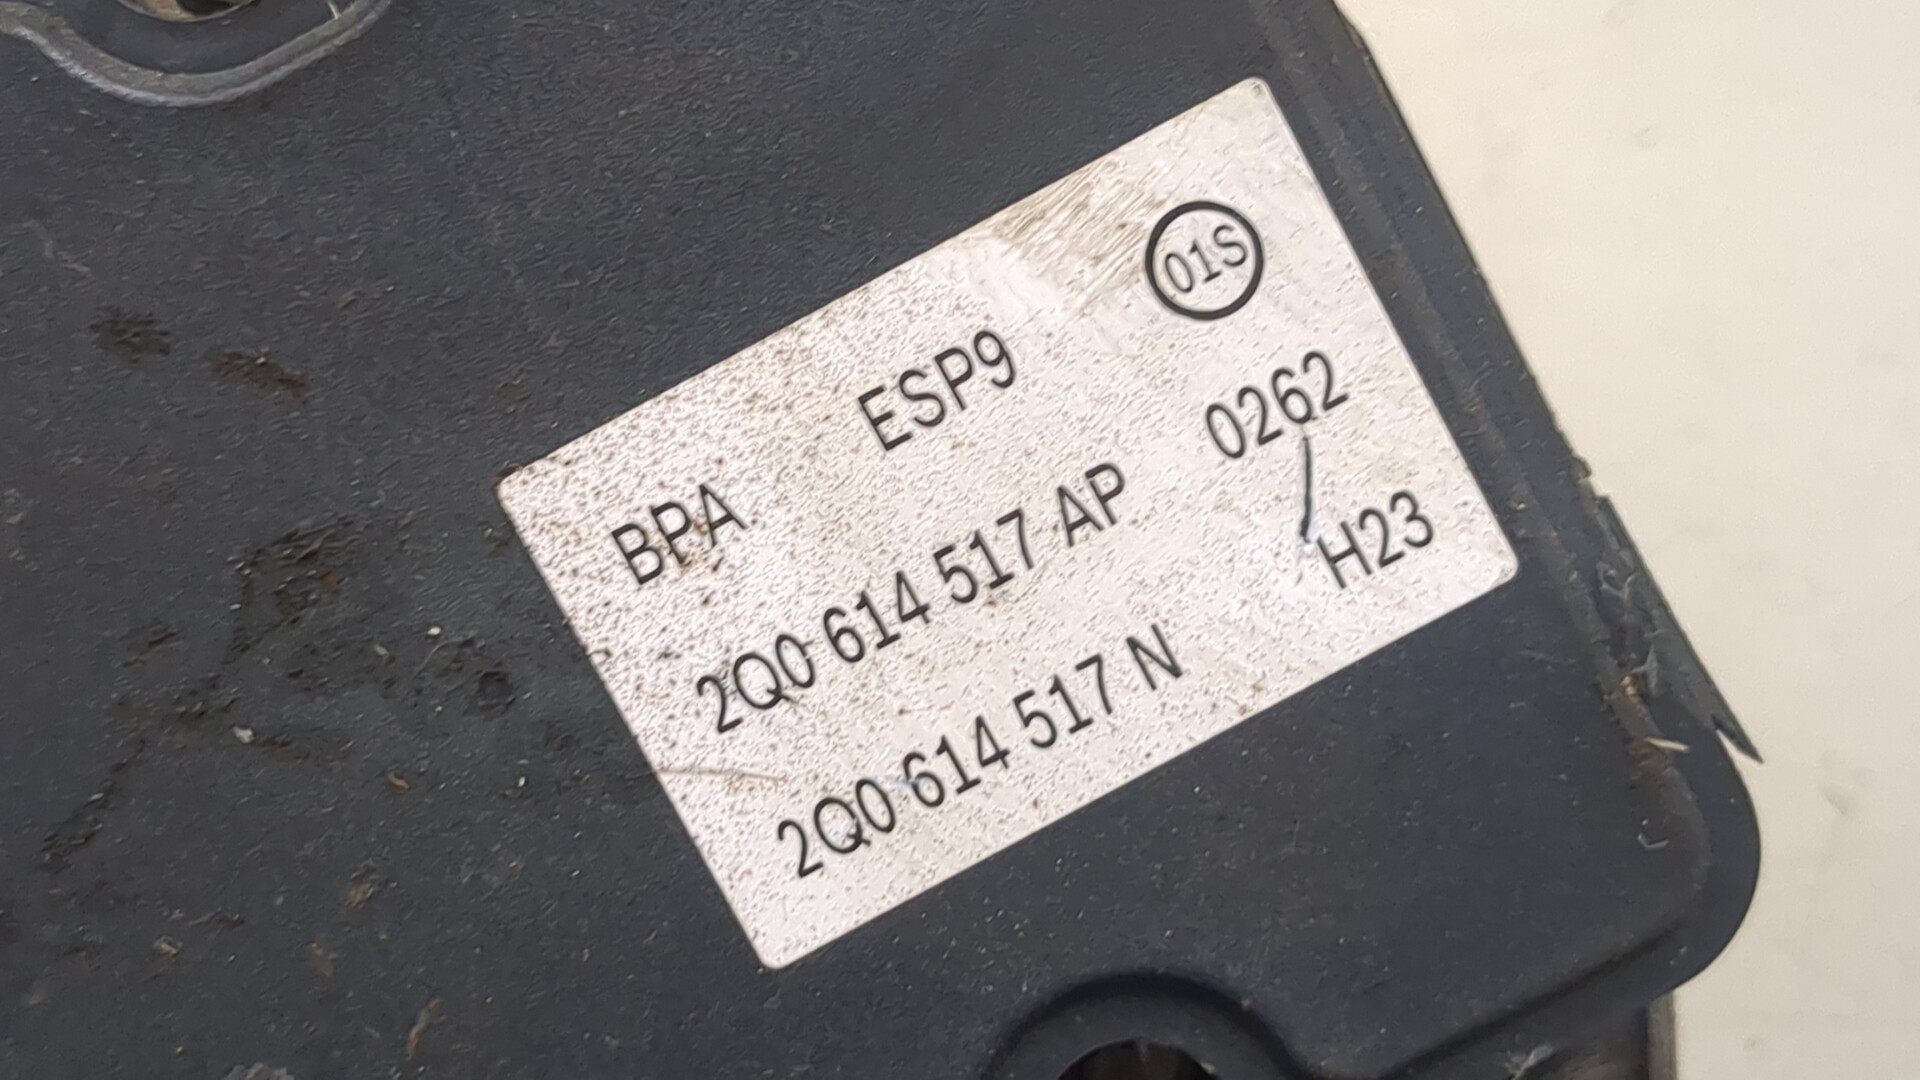 01S
BPA ESP9
2Q0 614 517 AP 0262
2Q0 614 517 N H23